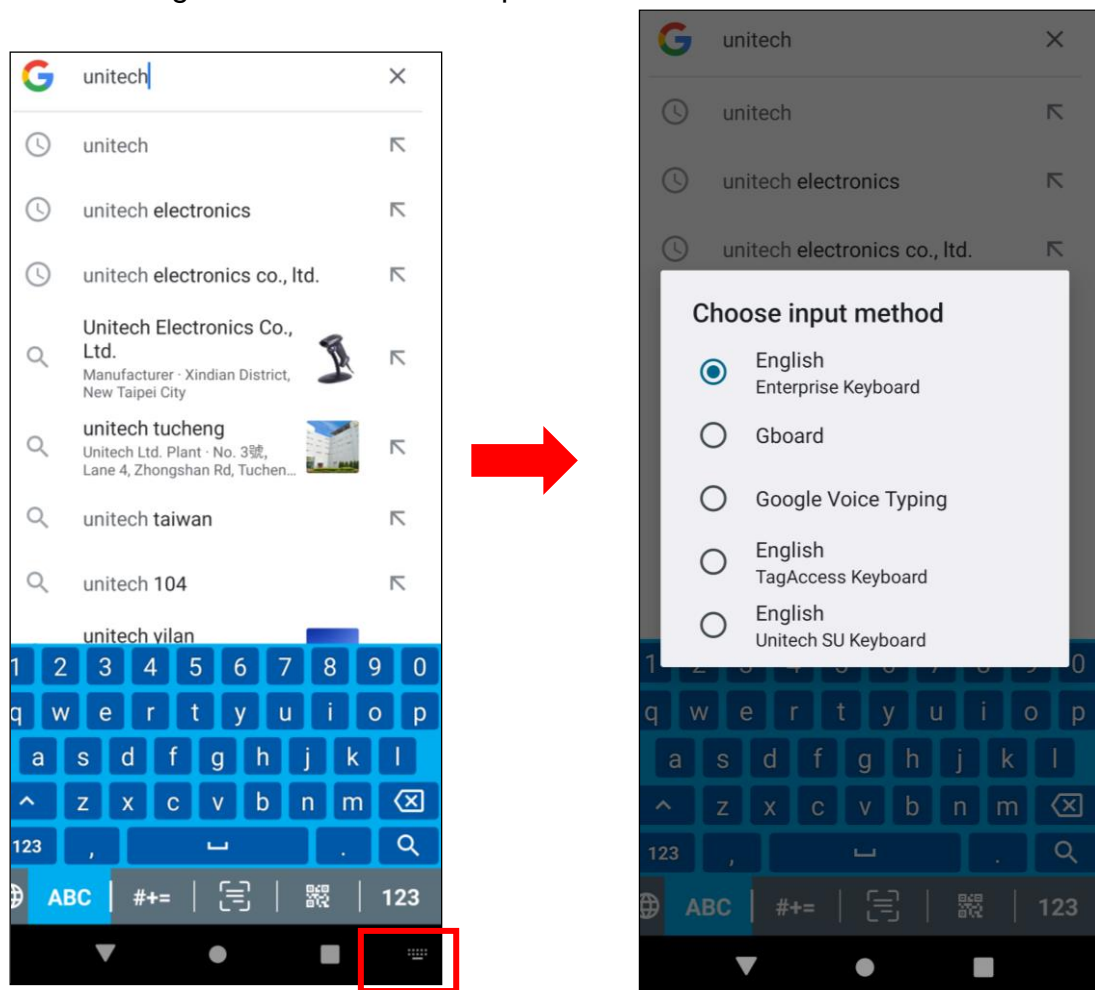 unitech
unitech
unitech electronics
unitech electronics co., ltd.
Unitech Electronics Co.,
Ltd.
Manufacturer · Xindian District,
New Taipei City
unitech tucheng
Unitech Ltd. Plant · No. 3號,
Lane 4, Zhongshan Rd, Tuchen...
unitech taiwan
unitech 104
unitech yilan
1 2 3 4 5 6 7 8 9 0
q w e r t y u i o p
a s d f g h j k l
z x c v b n m
123 , .
ABC #+= 123
unitech
unitech
unitech electronics
unitech electronics co., ltd.
Choose input method
English
Enterprise Keyboard
Gboard
Google Voice Typing
English
TagAccess Keyboard
English
Unitech SU Keyboard
q w e r t y u i o p
a s d f g h j k l
z x c v b n m
123 , .
ABC #+= 123